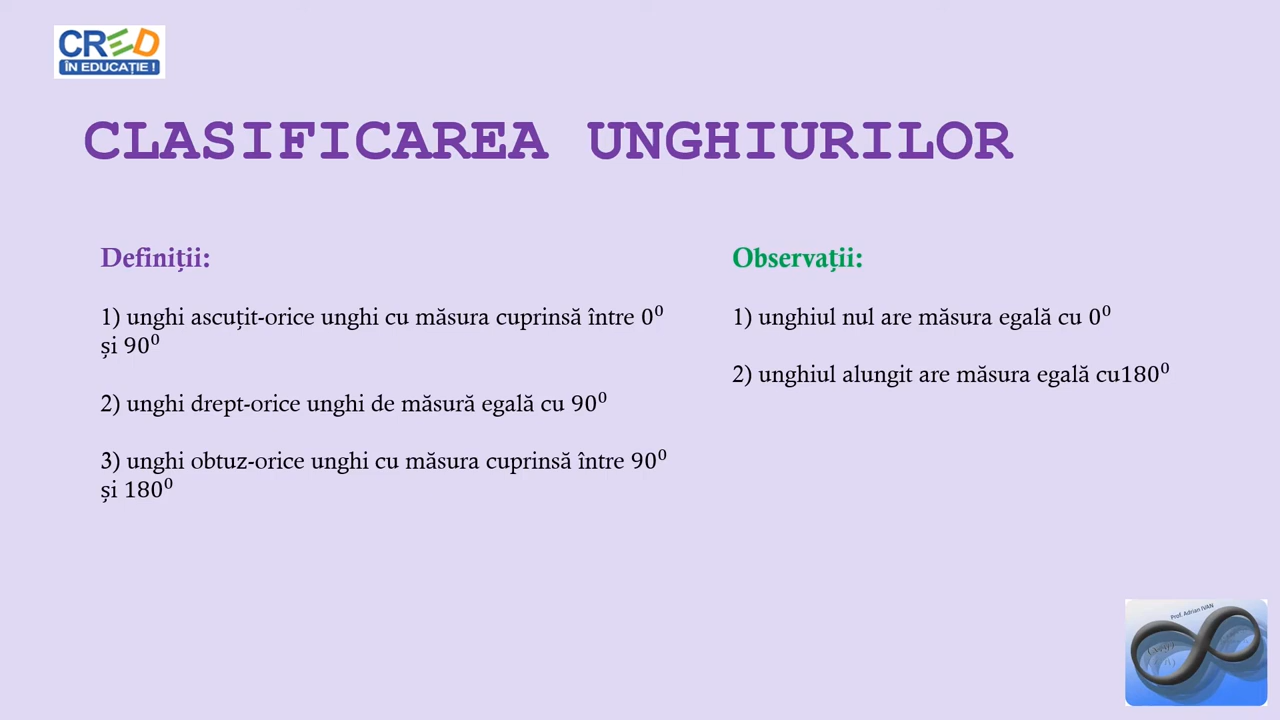 CRED
ÎN EDUCAȚIE !
CLASIFICAREA UNGHIURILOR
Definiții:
1) unghi ascuțit-orice unghi cu măsura cuprinsă între 0⁰
și 90⁰
2) unghi drept-orice unghi de măsură egală cu 90⁰
3) unghi obtuz-orice unghi cu măsura cuprinsă între 90⁰
și 180⁰
Observații:
1) unghiul nul are măsura egală cu 0⁰
2) unghiul alungit are măsura egală cu180⁰
Prof. Adrian IVAN